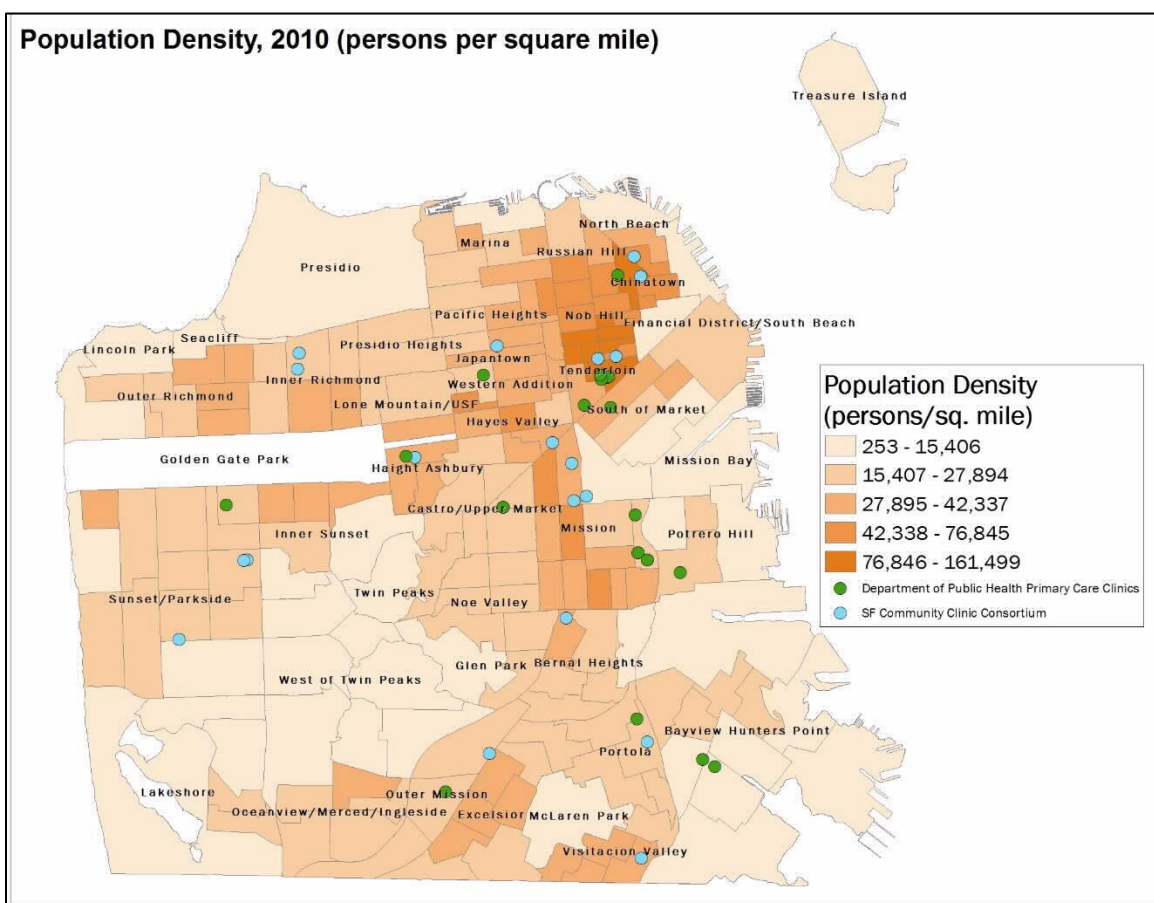 Population Density, 2010 (persons per square mile)
Treasure Island
North Beach
Marina
Russian Hill
Presidio
Chinatown
Pacific Heights
Nob Hill
Financial District/South Beach
Seacliff
Lincoln Park
Presidio Heights
Japantown
Inner Richmond
Tenderloin
Western Addition
Outer Richmond
Lone Mountain/USF
South of Market
Hayes Valley
Golden Gate Park
Haight Ashbury
Mission Bay
Castro/Upper Market
Mission
Inner Sunset
Potrero Hill
Twin Peaks
Sunset/Parkside
Noe Valley
Glen Park
Bernal Heights
West of Twin Peaks
Bayview Hunters Point
Portola
Lakeshore
Outer Mission
Oceanview/Merced/Ingleside
Excelsior
McLaren Park
Visitacion Valley
Population Density
(persons/sq. mile)
253 - 15,406
15,407 - 27,894
27,895 - 42,337
42,338 - 76,845
76,846 - 161,499
Department of Public Health Primary Care Clinics
SF Community Clinic Consortium